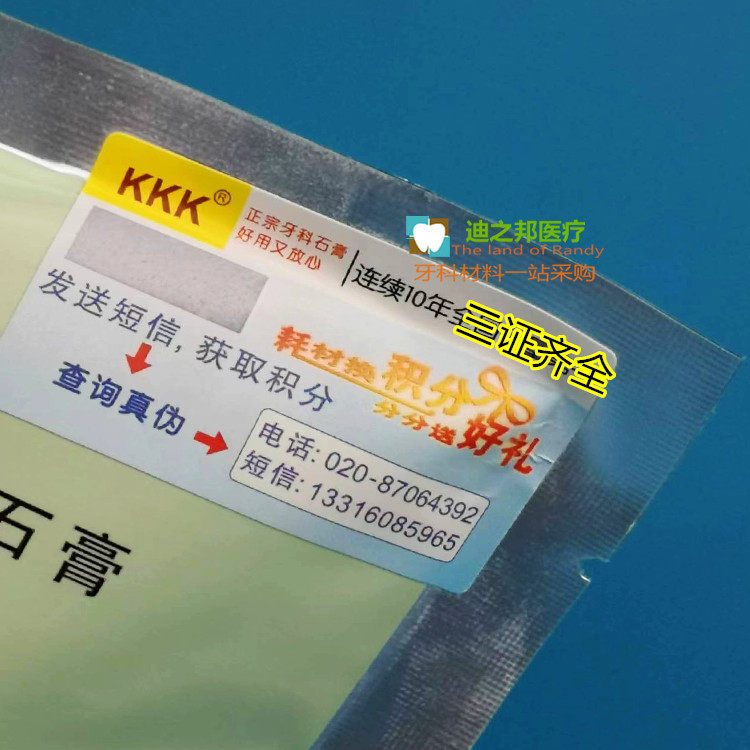 KKK®
正宗牙科石膏
好用又放心
连续10年全
三证齐全
迪之邦医疗
The land of Randy
牙科材料一站采购
发送短信,获取积分
查询真伪
耗材换积分
分分送好礼
电话:020-87064392
短信:13316085965
石膏